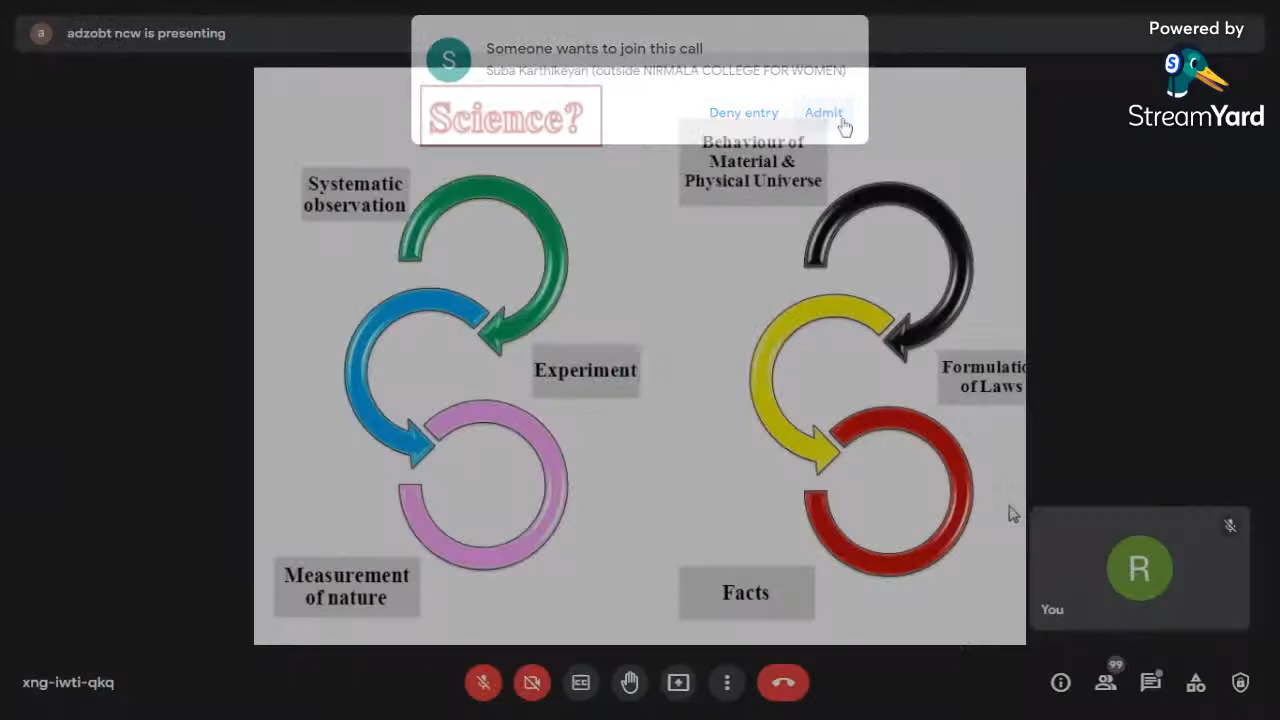 a adzobt ncw is presenting
Someone wants to join this call
S
Suba Karthikeyan (outside NIRMALA COLLEGE FOR WOMEN)
Deny entry Admit
Powered by
S
StreamYard
Science?
Systematic
observation
Experiment
Measurement
of nature
Behaviour of
Material &
Physical Universe
Formulatio
of Laws
Facts
R
You
xng-iwti-qkq
99